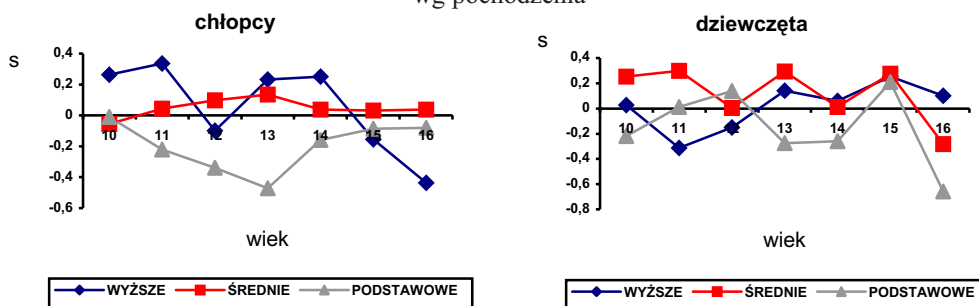 wg pochodzenia
chłopcy
s
0,4
0,2
0
-0,2
-0,4
-0,6
10 11 12 13 14 15 16
wiek
WYŻSZE ŚREDNIE PODSTAWOWE
dziewczęta
s
0,4
0,2
0
-0,2
-0,4
-0,6
-0,8
10 11 12 13 14 15 16
wiek
WYŻSZE ŚREDNIE PODSTAWOWE